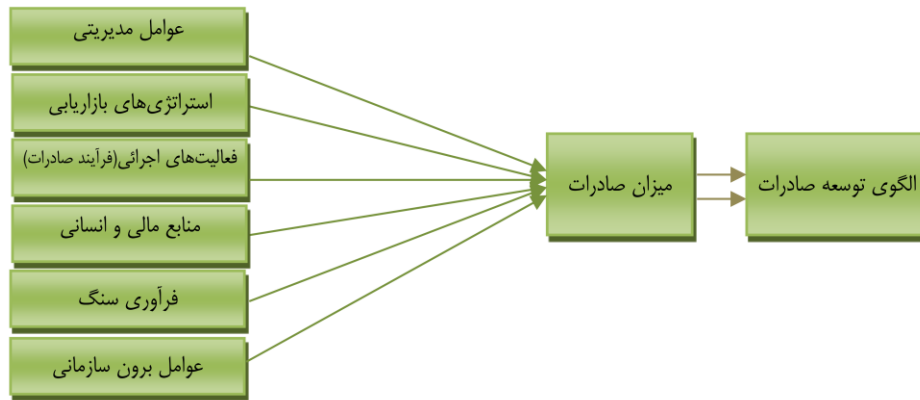 عوامل مدیریتی
استراتژی‌های بازاریابی
فعالیت‌های اجرائی(فرآیند صادرات)
منابع مالی و انسانی
فرآوری سنگ
عوامل برون سازمانی
میزان صادرات
الگوی توسعه صادرات